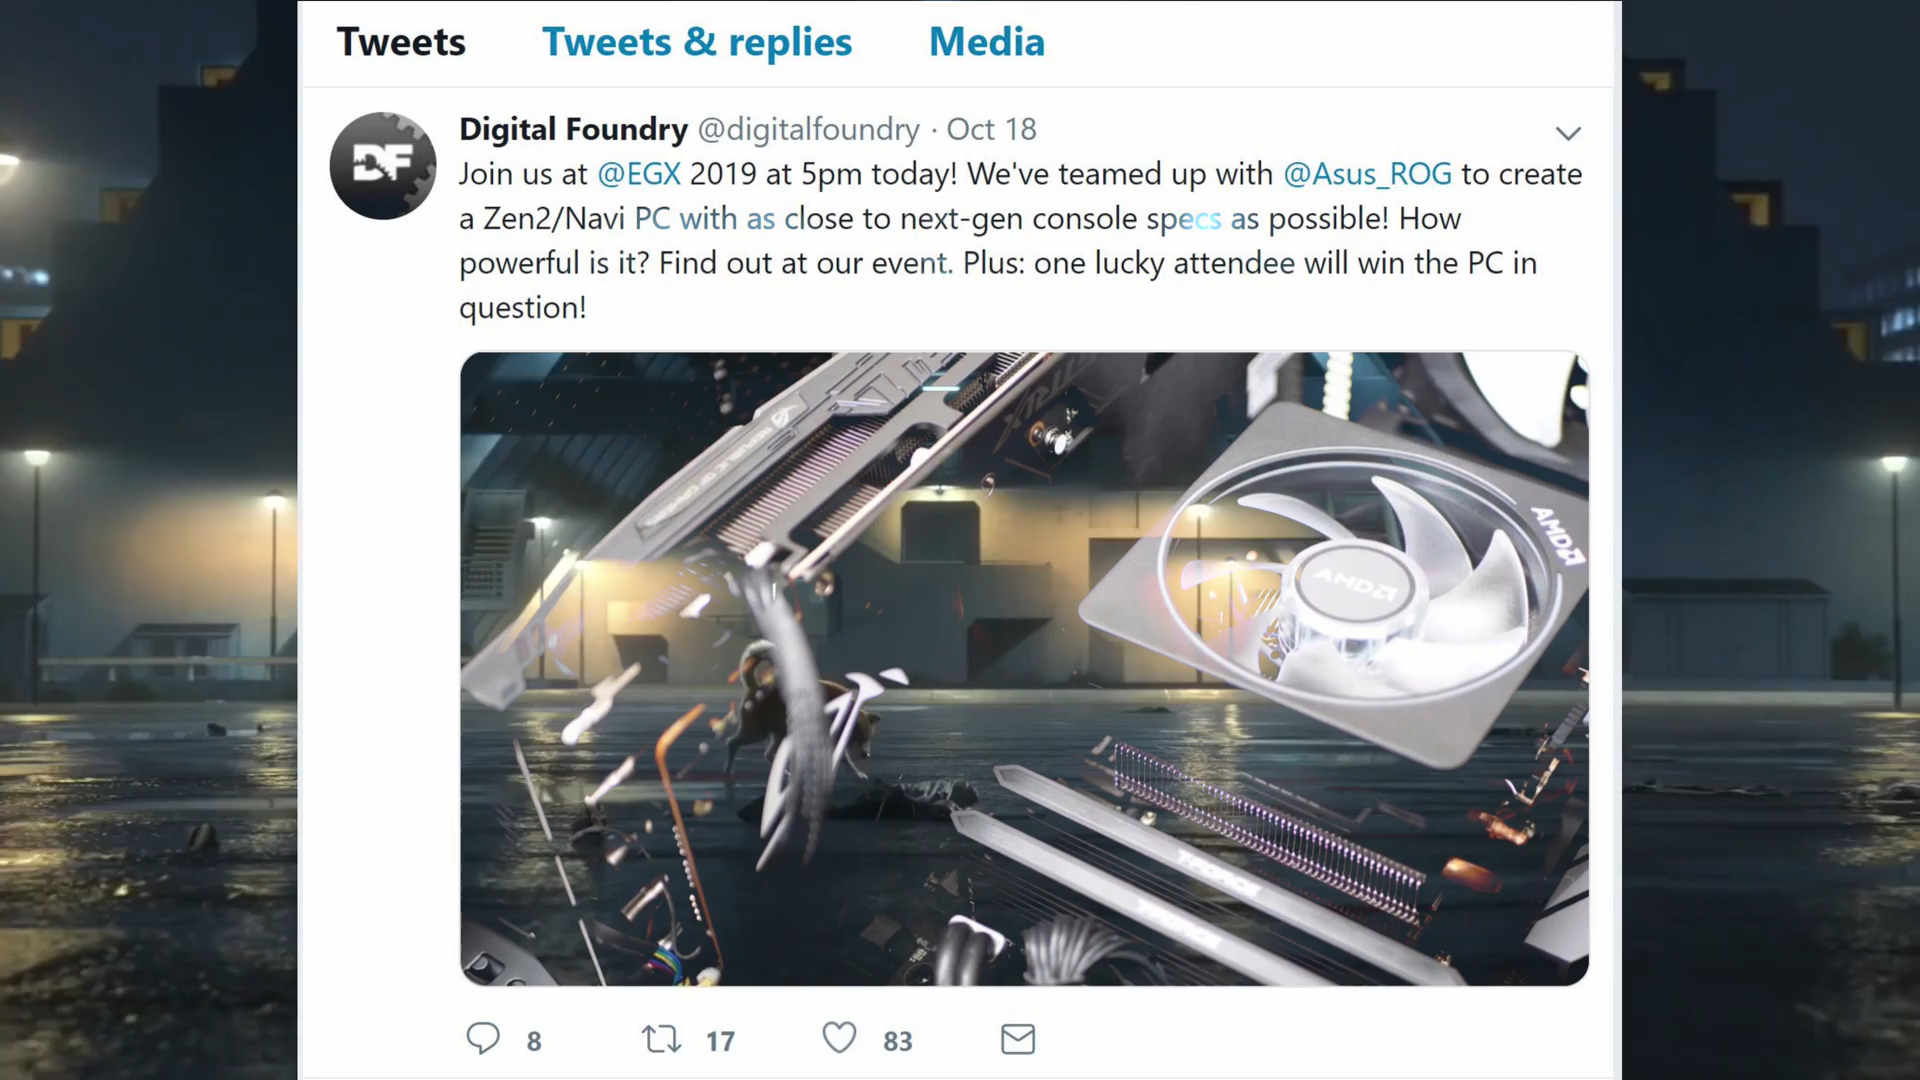 Tweets
Tweets & replies
Media
DF
Digital Foundry @digitalfoundry · Oct 18
Join us at @EGX 2019 at 5pm today! We've teamed up with @Asus_ROG to create
a Zen2/Navi PC with as close to next-gen console specs as possible! How
powerful is it? Find out at our event. Plus: one lucky attendee will win the PC in
question!
AMD
AMD
8
17
83